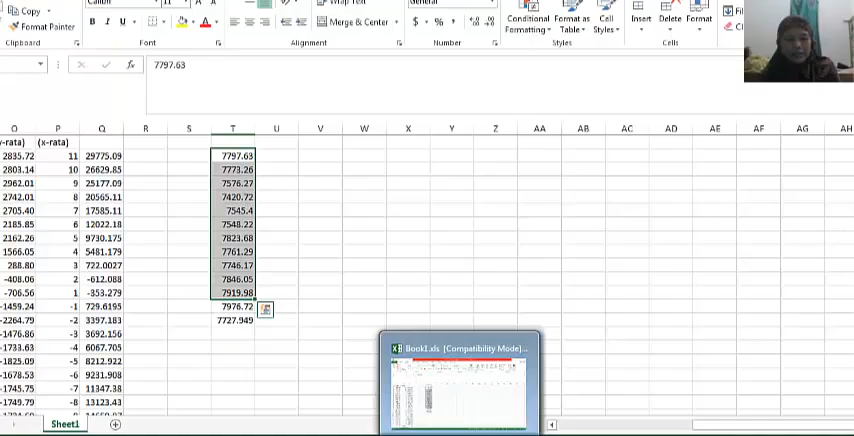 Copy
Calibri
11
A
A
Wrap Text
General
Format Painter
B I U
A
Merge & Center
$ % ,
Conditional Formatting
Format as Table
Cell Styles
Insert
Delete
Format
Clipboard
Font
Alignment
Number
Styles
Cells
fx
7797.63
O P Q R S T U V W X Y Z AA AB AC AD AE AF AG AH
y-rata) (x-rata)
2835.72 11 29775.09 7797.63
2803.14 10 26629.85 7773.26
2962.01 9 25177.09 7576.27
2742.01 8 20565.11 7420.72
2705.40 7 17585.11 7545.4
2185.85 6 12022.18 7548.22
2162.26 5 9730.175 7823.68
1566.05 4 5481.179 7761.29
288.80 3 722.0027 7746.17
-408.06 2 -612.088 7846.05
-706.56 1 -353.279 7919.98
-1459.24 -1 729.6195 7976.72
-2264.79 -2 3397.183 7727.949
-1476.86 -3 3692.156
-1733.63 -4 6067.705
-1825.09 -5 8212.922
-1678.53 -6 9231.908
-1745.75 -7 11347.38
-1749.79 -8 13123.43
Book1.xls [Compatibility Mode]...
Sheet1